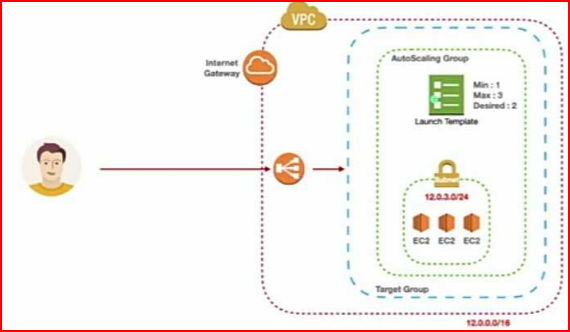 VPC
Internet
Gateway
AutoScaling Group
Min : 1
Max : 3
Desired : 2
Launch Template
12.0.3.0/24
EC2 EC2 EC2
Target Group
12.0.0.0/16